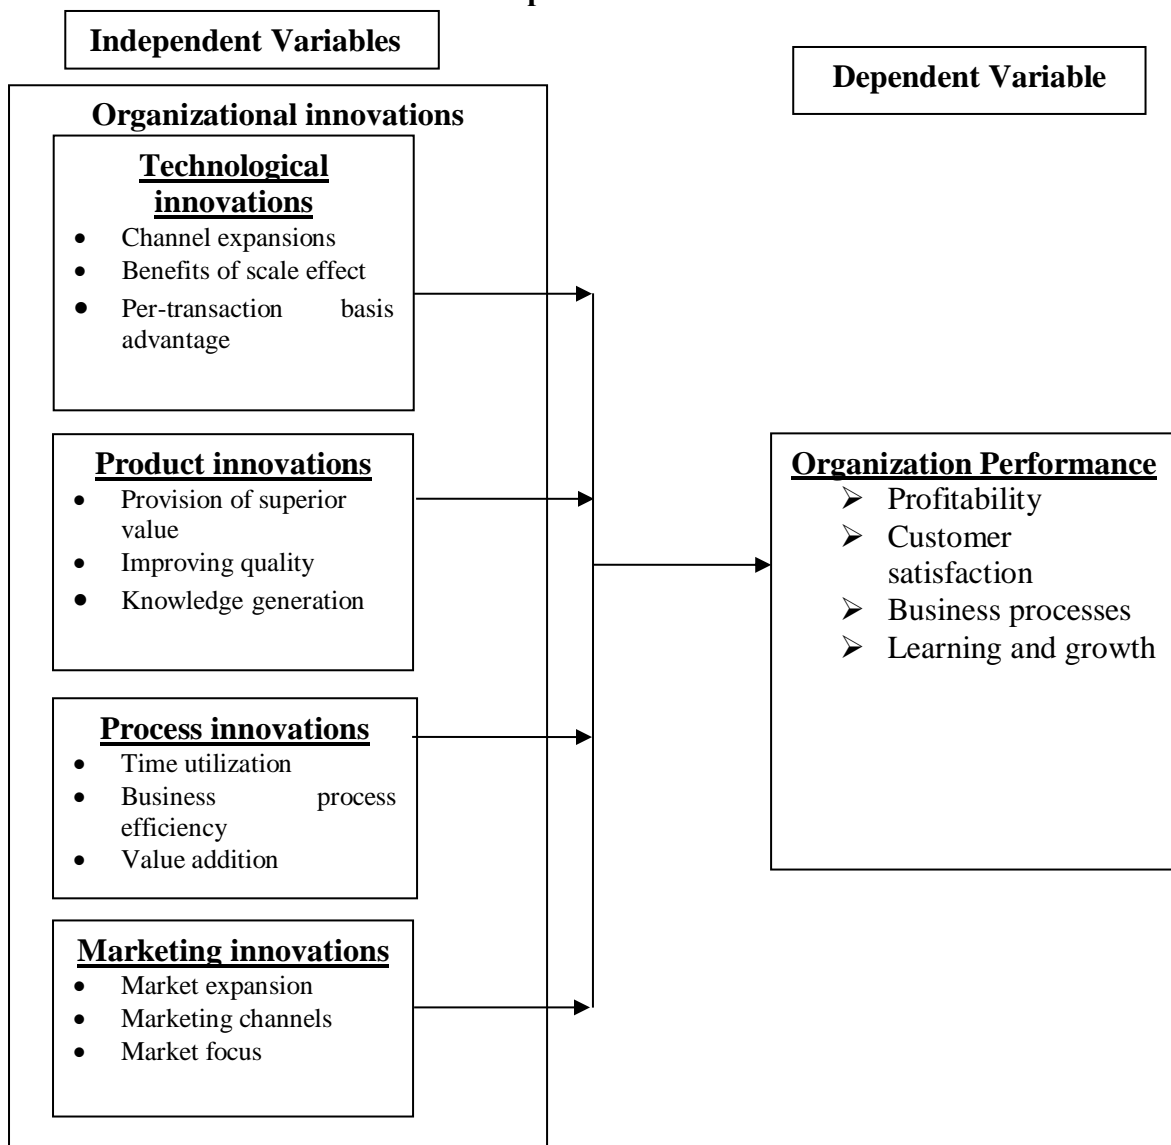 Independent Variables
Dependent Variable
Organizational innovations
Technological
innovations
• Channel expansions
• Benefits of scale effect
• Per-transaction basis
advantage
Product innovations
• Provision of superior
value
• Improving quality
• Knowledge generation
Process innovations
• Time utilization
• Business process
efficiency
• Value addition
Marketing innovations
• Market expansion
• Marketing channels
• Market focus
Organization Performance
➢ Profitability
➢ Customer
satisfaction
➢ Business processes
➢ Learning and growth